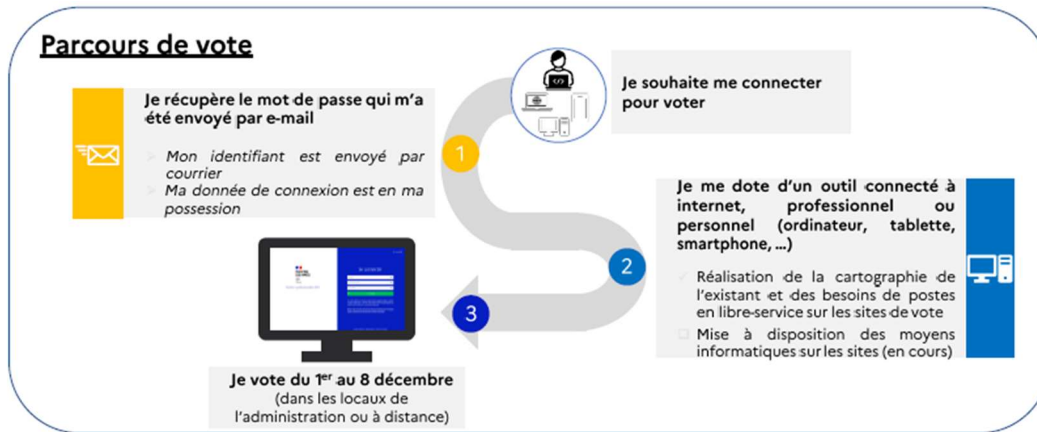 Parcours de vote
Je souhaite me connecter
pour voter
Je récupère le mot de passe qui m'a
été envoyé par e-mail
Mon identifiant est envoyé par
courrier
Ma donnée de connexion est en ma
possession
1
Je me dote d'un outil connecté à
internet, professionnel ou
personnel (ordinateur, tablette,
smartphone, ...)
Réalisation de la cartographie de
l'existant et des besoins de postes
en libre-service sur les sites de vote
Mise à disposition des moyens
informatiques sur les sites (en cours)
2
3
Je vote du 1er au 8 décembre
(dans les locaux de
l'administration ou à distance)